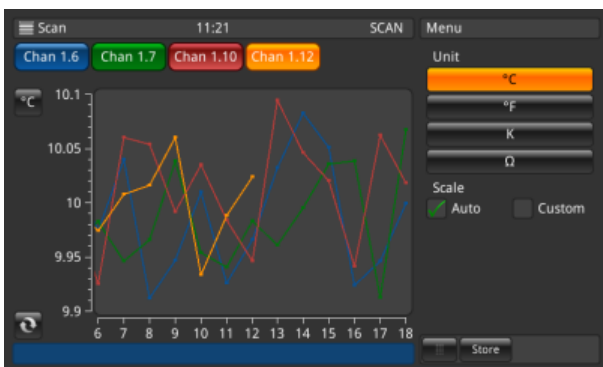 Scan 11:21 SCAN Menu
Chan 1.6 Chan 1.7 Chan 1.10 Chan 1.12
Unit
°C
°F
K
Ω
Scale
Auto Custom
°C
10.1
10.05
10
9.95
9.9
6 7 8 9 10 11 12 13 14 15 16 17 18
Store